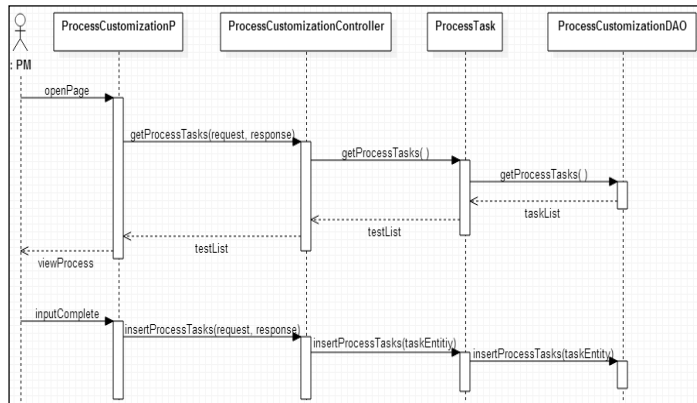 ProcessCustomizationP
ProcessCustomizationController
ProcessTask
ProcessCustomizationDAO
: PM
openPage
getProcessTasks(request, response)
getProcessTasks( )
getProcessTasks( )
taskList
testList
testList
viewProcess
inputComplete
insertProcessTasks(request, response)
insertProcessTasks(taskEntitiy)
insertProcessTasks(taskEntity)